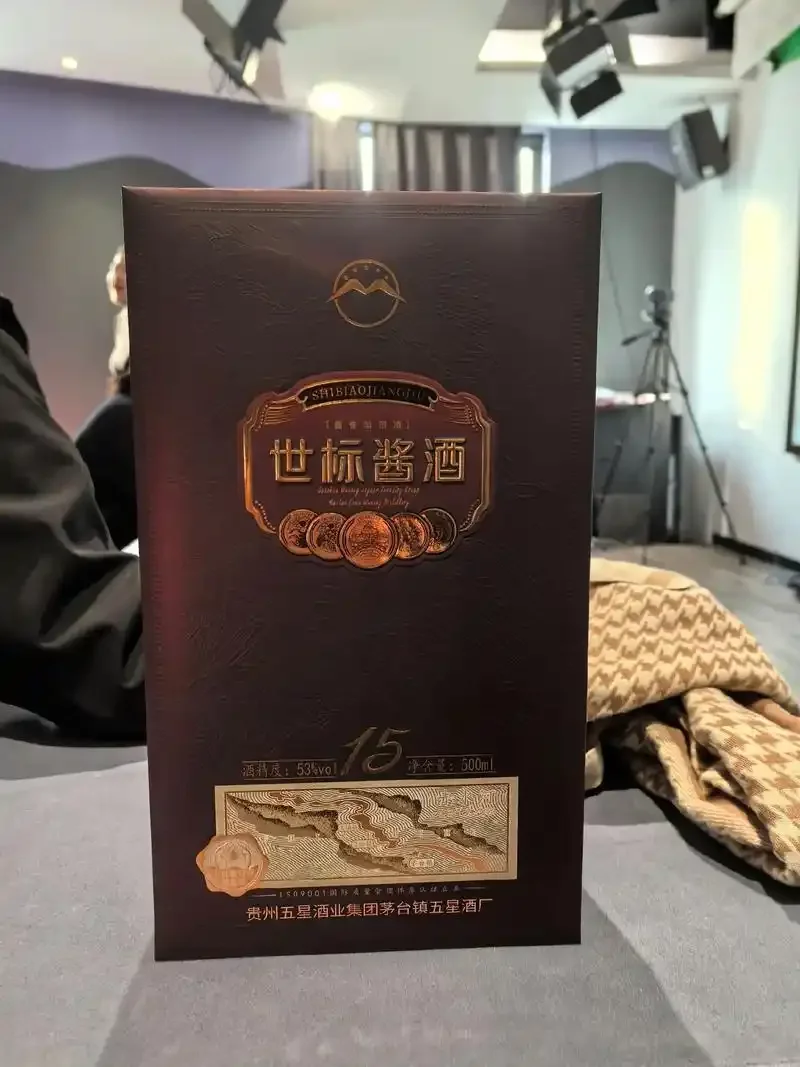 SHIBIAOJIANGJIU
世标酱酒
15
酒精度：53%vol
净含量：500ml
ISO9001国际质量管理体系认证企业
贵州五星酒业集团茅台镇五星酒厂